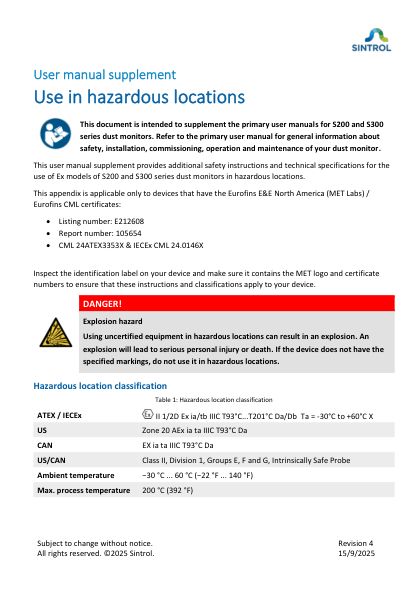 SINTROL
User manual supplement
Use in hazardous locations
This document is intended to supplement the primary user manuals for S200 and S300
series dust monitors. Refer to the primary user manual for general information about
safety, installation, commissioning, operation and maintenance of your dust monitor.
This user manual supplement provides additional safety instructions and technical specifications for the
use of Ex models of S200 and S300 series dust monitors in hazardous locations.
This appendix is applicable only to devices that have the Eurofins E&E North America (MET Labs) /
Eurofins CML certificates:
• Listing number: E212608
• Report number: 105654
• CML 24ATEX3353X & IECEx CML 24.0146X
Inspect the identification label on your device and make sure it contains the MET logo and certificate
numbers to ensure that these instructions and classifications apply to your device.
DANGER!
Explosion hazard
Using uncertified equipment in hazardous locations can result in an explosion. An
explosion will lead to serious personal injury or death. If the device does not have the
specified markings, do not use it in hazardous locations.
Hazardous location classification
Table 1: Hazardous location classification
ATEX / IECEx Ex II 1/2D Ex ia/tb IIIC T93°C...T201°C Da/Db Ta = -30°C to +60°C X
US Zone 20 AEx ia ta IIIC T93°C Da
CAN EX ia ta IIIC T93°C Da
US/CAN Class II, Division 1, Groups E, F and G, Intrinsically Safe Probe
Ambient temperature −30 °C ... 60 °C (−22 °F ... 140 °F)
Max. process temperature 200 °C (392 °F)
Subject to change without notice. Revision 4
All rights reserved. ©2025 Sintrol. 15/9/2025